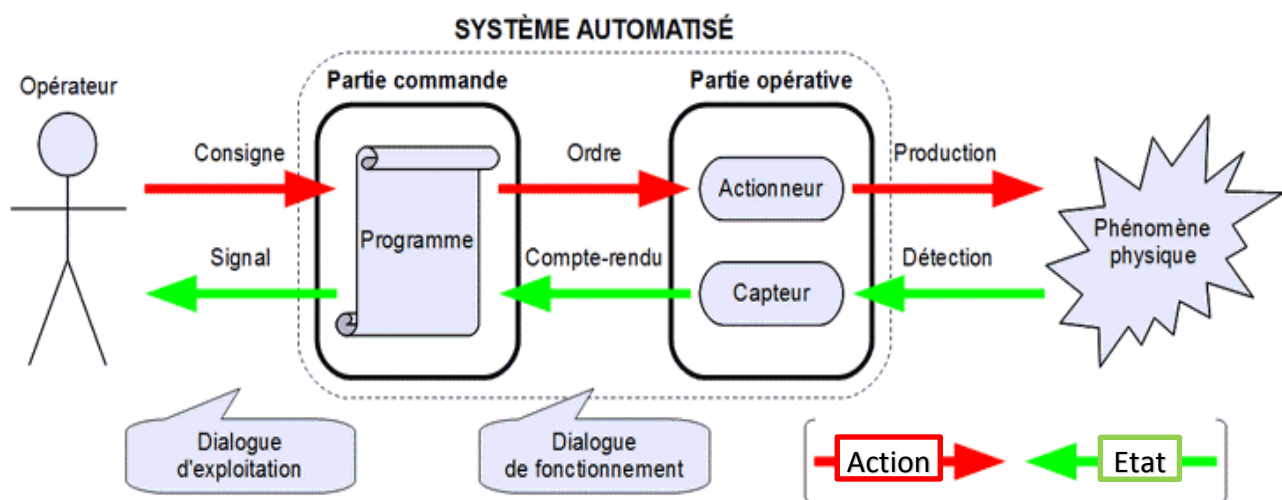 SYSTÈME AUTOMATISÉ
Opérateur
Partie commande
Partie opérative
Consigne
Ordre
Production
Actionneur
Programme
Phénomène
physique
Signal
Compte-rendu
Détection
Capteur
Dialogue
d'exploitation
Dialogue
de fonctionnement
Action
Etat